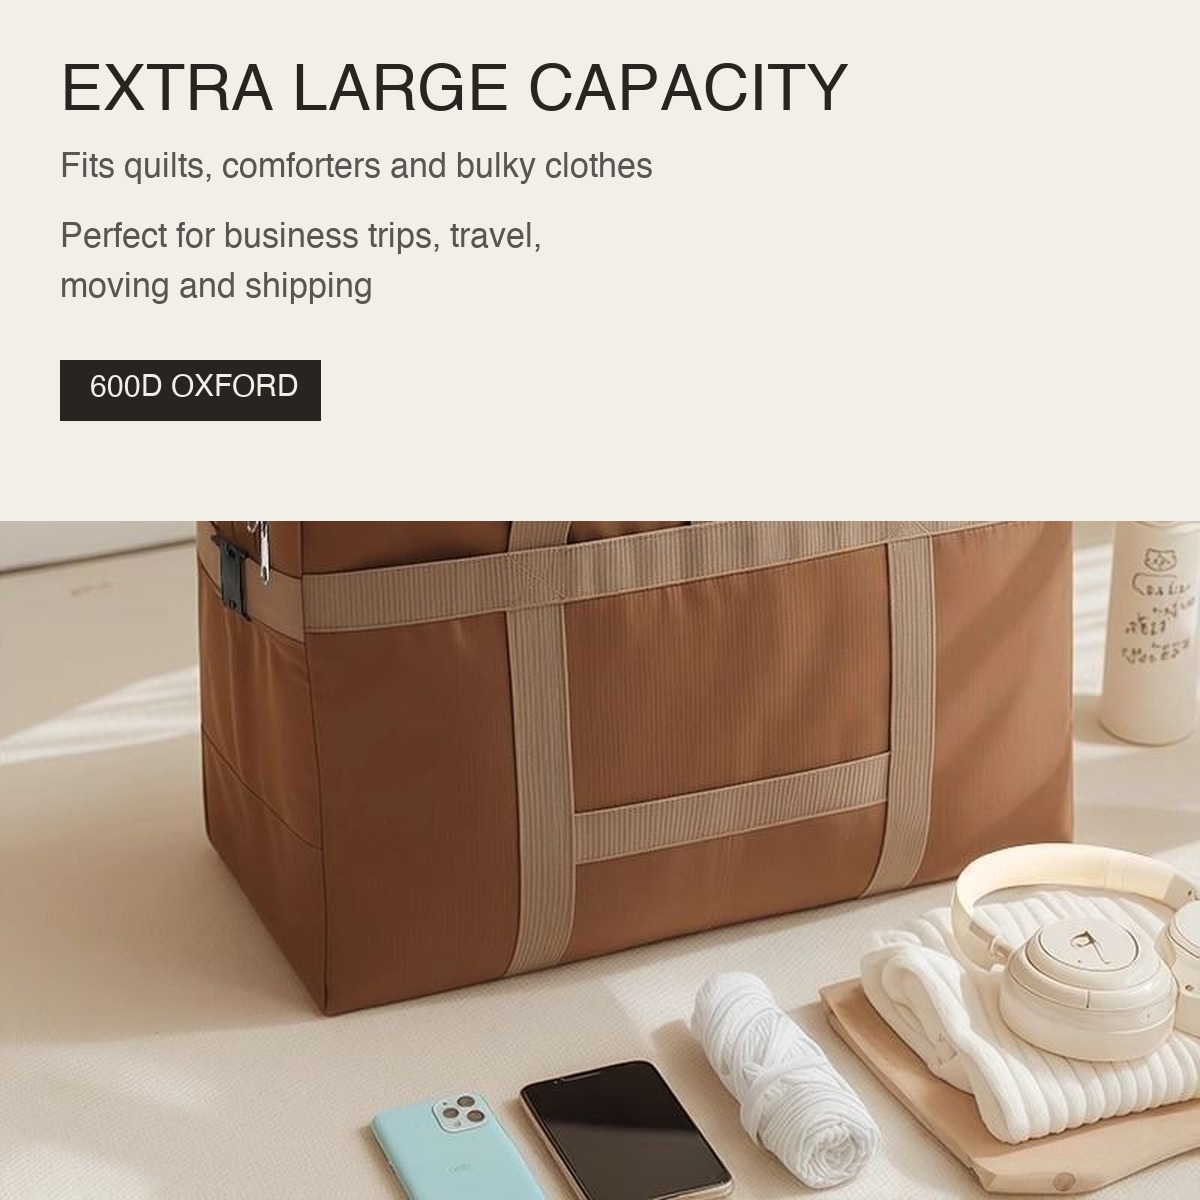 EXTRA LARGE CAPACITY
Fits quilts, comforters and bulky clothes
Perfect for business trips, travel,
moving and shipping
600D OXFORD